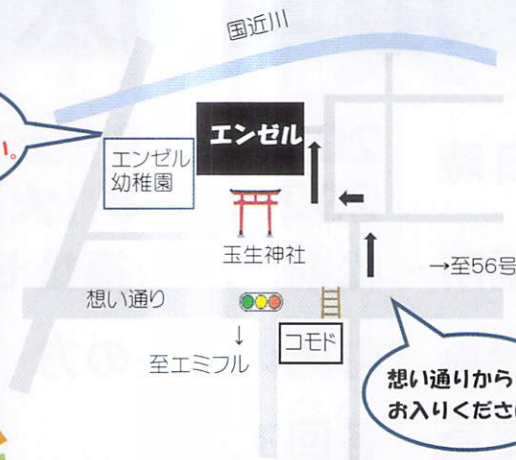 国近川
エンゼル
い。
エンゼル
幼稚園
玉生神社
→至56号
想い通り
↓
至エミフル
コモド
想い通りから
お入りくださ